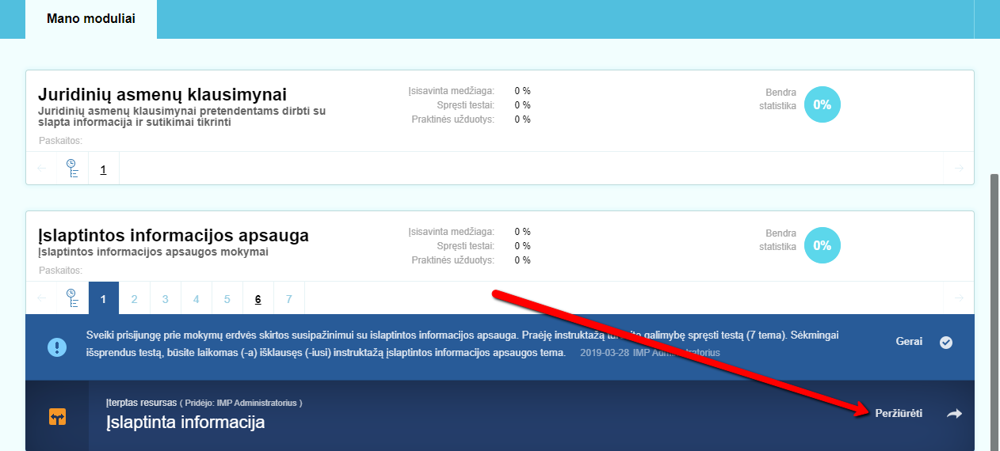 Mano moduliai
Juridinių asmenų klausimynai
Juridinių asmenų klausimynai pretendentams dirbti su
slapta informacija ir sutikimai tikrinti
Įsisavinta medžiaga: 0 %
Spręsti testai: 0 %
Praktinės užduotys: 0 %
Bendra
statistika
0%
Paskaitos:
1
Įslaptintos informacijos apsauga
Įslaptintos informacijos apsaugos mokymai
Įsisavinta medžiaga: 0 %
Spręsti testai: 0 %
Praktinės užduotys: 0 %
Bendra
statistika
0%
Paskaitos:
1 2 3 4 5 6 7
Sveiki prisijungę prie mokymų erdvės skirtos susipažinimui su islaptintos informacijos apsauga. Praėję instruktažą galimybę spręsti testą (7 tema). Sėkmingai
išsprendus testą, būsite laikomas (-a) išklausęs (-iusi) instruktažą įslaptintos informacijos apsaugos tema. 2019-03-28 IMP Administratorius
Gerai
Įterptas resursas ( Pridėjo: IMP Administratorius )
Įslaptinta informacija
Peržiūrėti